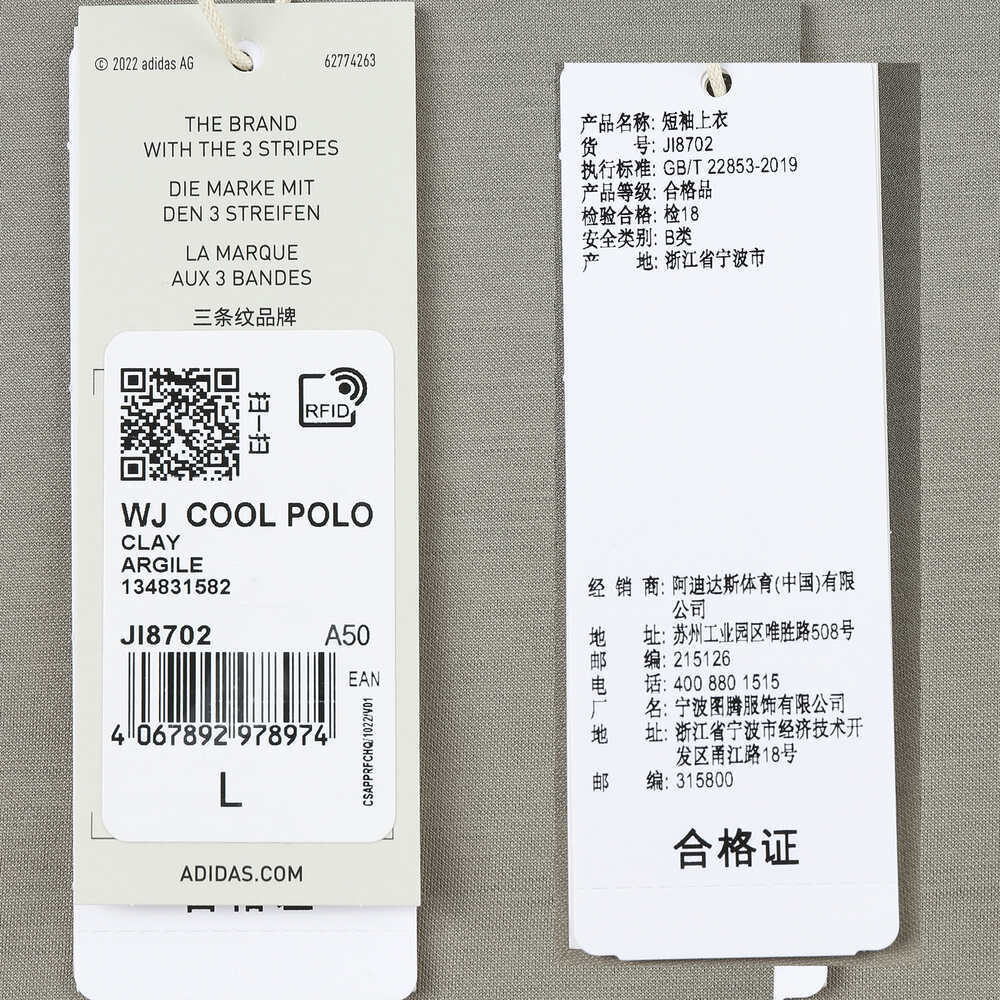 © 2022 adidas AG 62774263
THE BRAND
WITH THE 3 STRIPES
DIE MARKE MIT
DEN 3 STREIFEN
LA MARQUE
AUX 3 BANDES
三条纹品牌
RFID
WJ COOL POLO
CLAY
ARGILE
134831582
JI8702 A50
EAN
4 067892 978974
CSAPPRFCHQ/1022/V01
L
ADIDAS.COM
产品名称: 短袖上衣
货 号: JI8702
执行标准: GB/T 22853-2019
产品等级: 合格品
检验合格: 检18
安全类别: B类
产 地: 浙江省宁波市
经 销 商: 阿迪达斯体育(中国)有限
公司
地 址: 苏州工业园区唯胜路508号
邮 编: 215126
电 话: 400 880 1515
厂 名: 宁波图腾服饰有限公司
地 址: 浙江省宁波市经济技术开
发区甬江路18号
邮 编: 315800
合格证